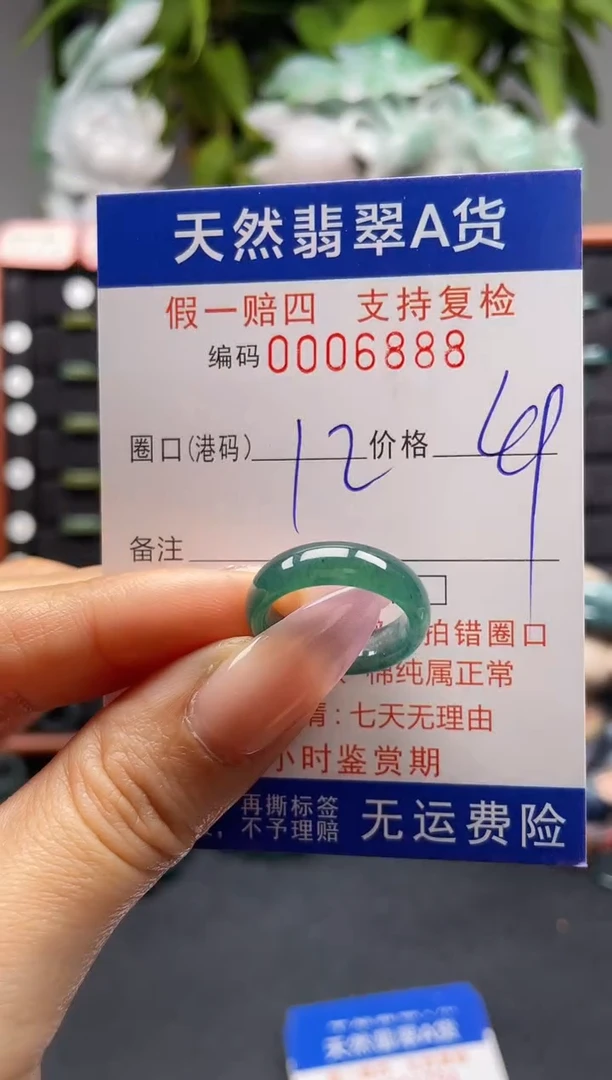 天然翡翠A货
假一赔四 支持复检
编码 0006888
圈口(港码) 12 价格
备注
拍错圈口
棉纯属正常
:七天无理由
小时鉴赏期
再撕标签
,不予理赔
无运费险
天然翡翠A货